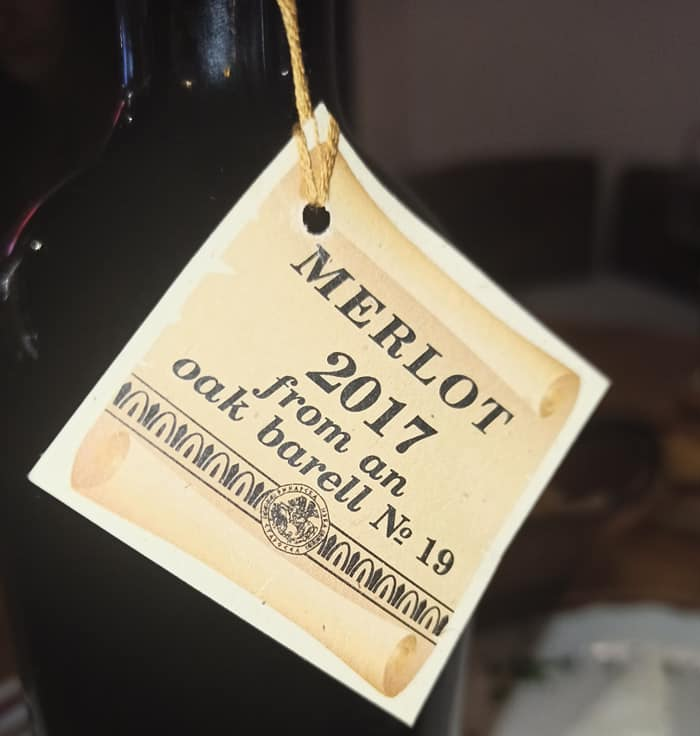 MERLOT
2017
from an
oak barell № 19